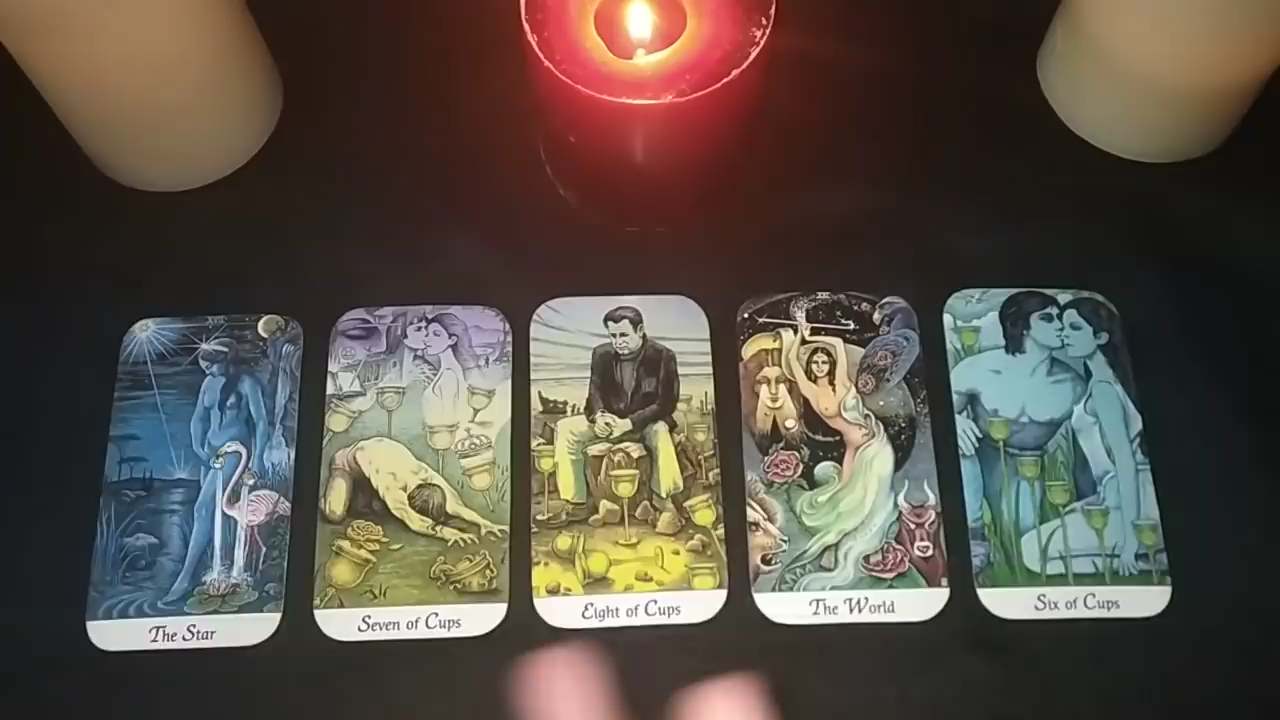 The Star
Seven of Cups
Eight of Cups
The World
Six of Cups